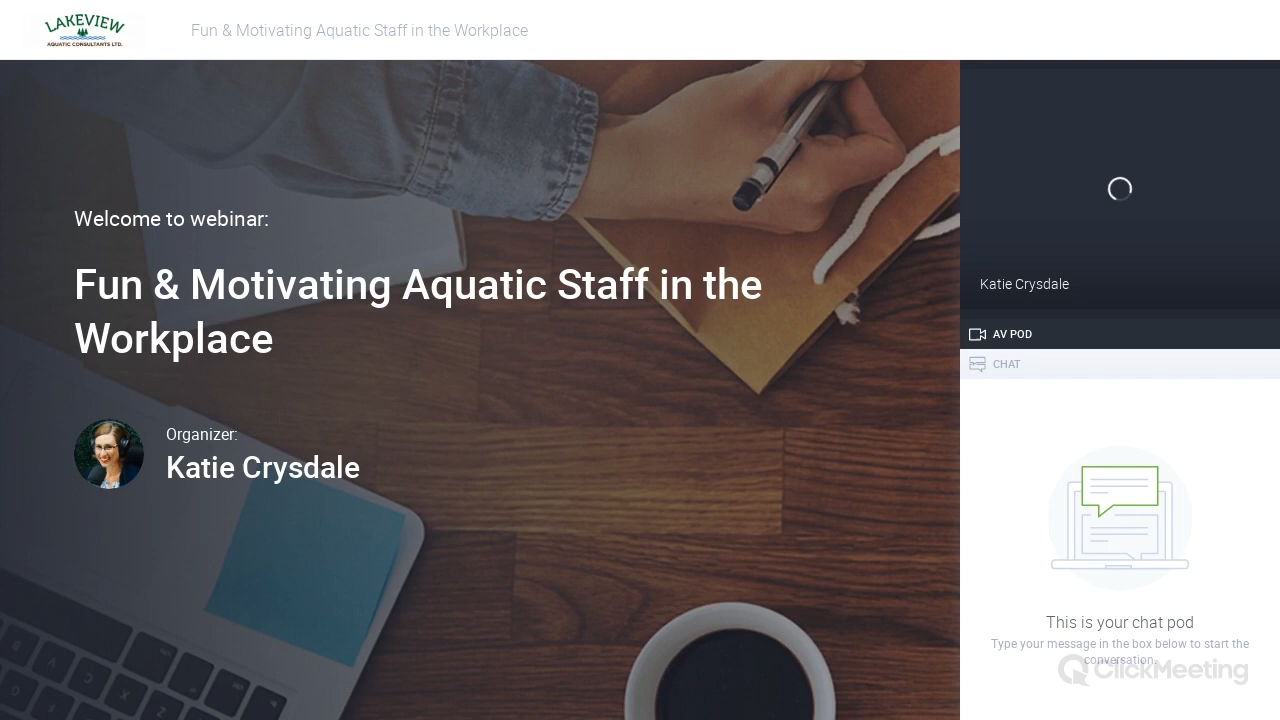 LAKEVIEW
AQUATIC CONSULTANTS LTD.
Fun & Motivating Aquatic Staff in the Workplace
Welcome to webinar:
Fun & Motivating Aquatic Staff in the
Workplace
Organizer:
Katie Crysdale
Katie Crysdale
AV POD
CHAT
This is your chat pod
Type your message in the box below to start the
conversation.
ClickMeeting